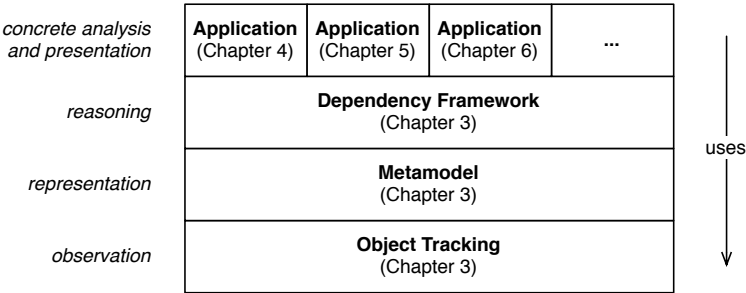 concrete analysis
and presentation
Application
(Chapter 4)
Application
(Chapter 5)
Application
(Chapter 6)
...
reasoning
Dependency Framework
(Chapter 3)
uses
representation
Metamodel
(Chapter 3)
observation
Object Tracking
(Chapter 3)